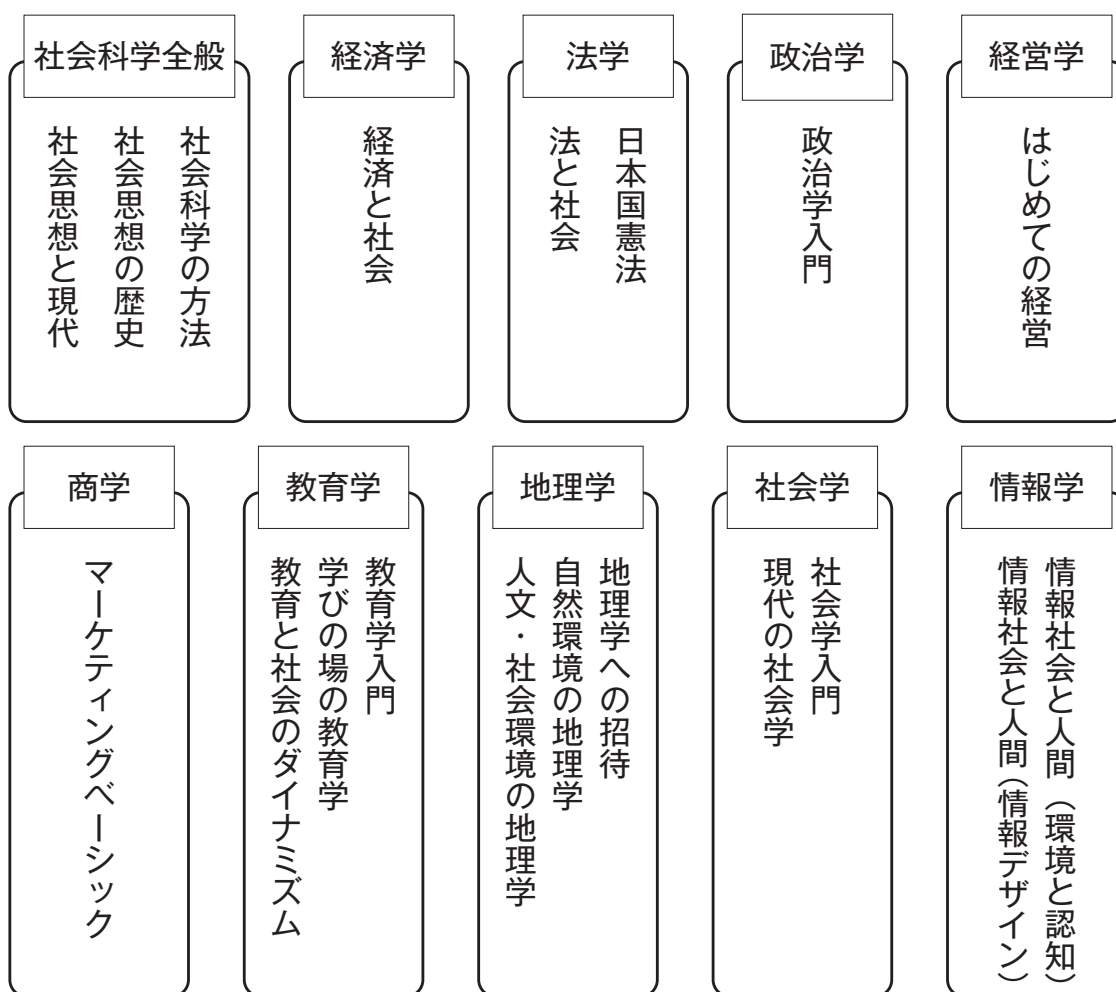 社会科学全般
社会科学の方法
社会思想の歴史
社会思想と現代
経済学
経済と社会
法学
日本国憲法
法と社会
政治学
政治学入門
経営学
はじめての経営
商学
マーケティングベーシック
教育学
教育学入門
学びの場の教育学
教育と社会のダイナミズム
地理学
地理学への招待
自然環境の地理学
人文・社会環境の地理学
社会学
社会学入門
現代の社会学
情報学
情報社会と人間（環境と認知）
情報社会と人間（情報デザイン）